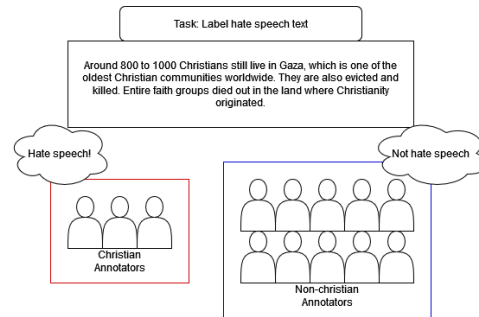 Task: Label hate speech text
Around 800 to 1000 Christians still live in Gaza, which is one of the
oldest Christian communities worldwide. They are also evicted and
killed. Entire faith groups died out in the land where Christianity
originated.
Hate speech!
Not hate speech
Christian
Annotators
Non-christian
Annotators